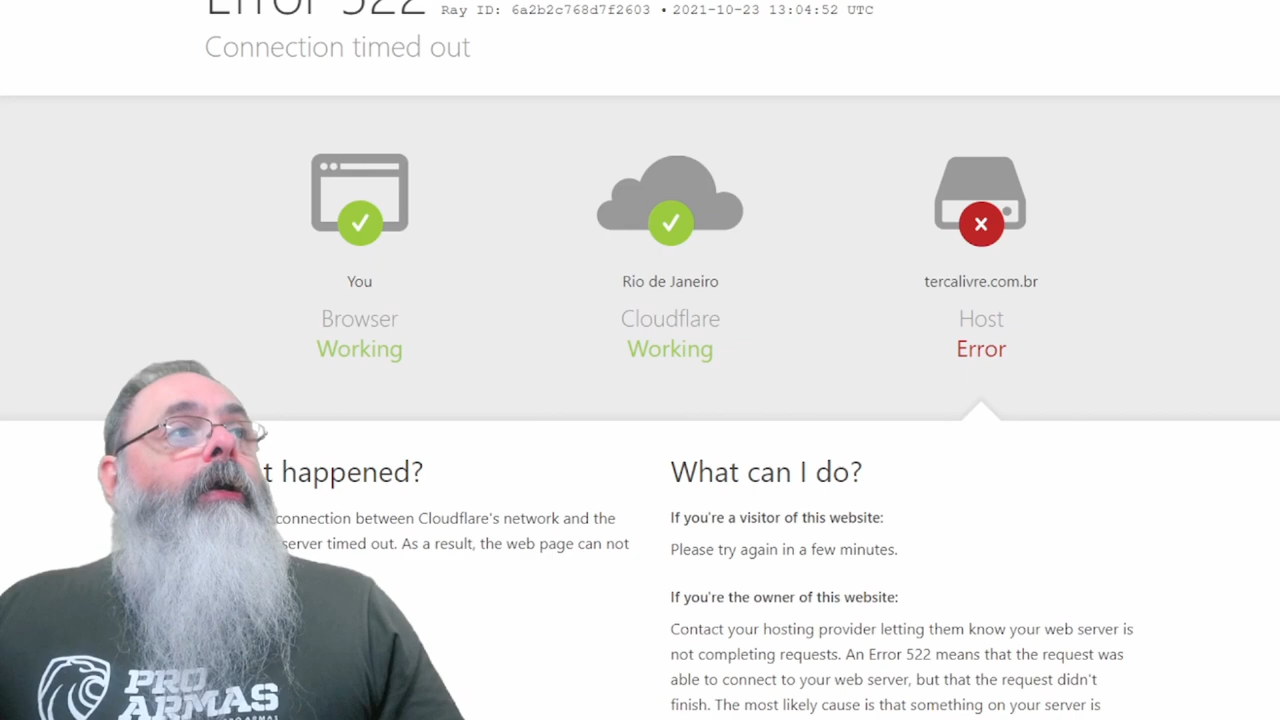 Error 522 Ray ID: 6a2b2c768d7f2603 • 2021-10-23 13:04:52 UTC
Connection timed out
You
Browser
Working
Rio de Janeiro
Cloudflare
Working
tercalivre.com.br
Host
Error
t happened?
connection between Cloudflare's network and the
server timed out. As a result, the web page can not
What can I do?
If you're a visitor of this website:
Please try again in a few minutes.
If you're the owner of this website:
Contact your hosting provider letting them know your web server is
not completing requests. An Error 522 means that the request was
able to connect to your web server, but that the request didn't
finish. The most likely cause is that something on your server is
PRO
ARMAS